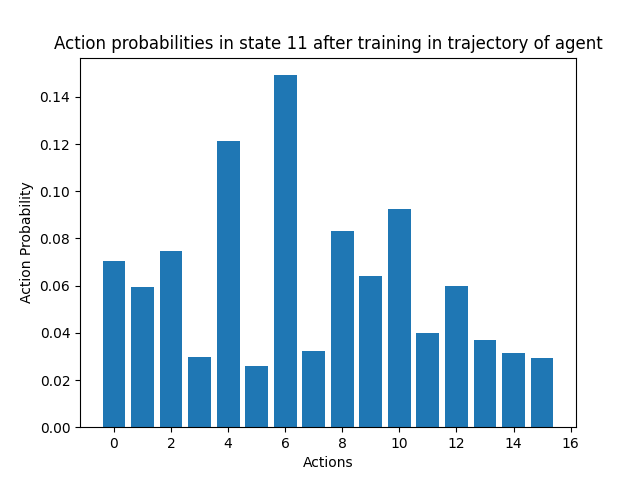 Action probabilities in state 11 after training in trajectory of agent
0.14
0.12
0.10
0.08
0.06
0.04
0.02
0.00
Action Probability
0 2 4 6 8 10 12 14 16
Actions